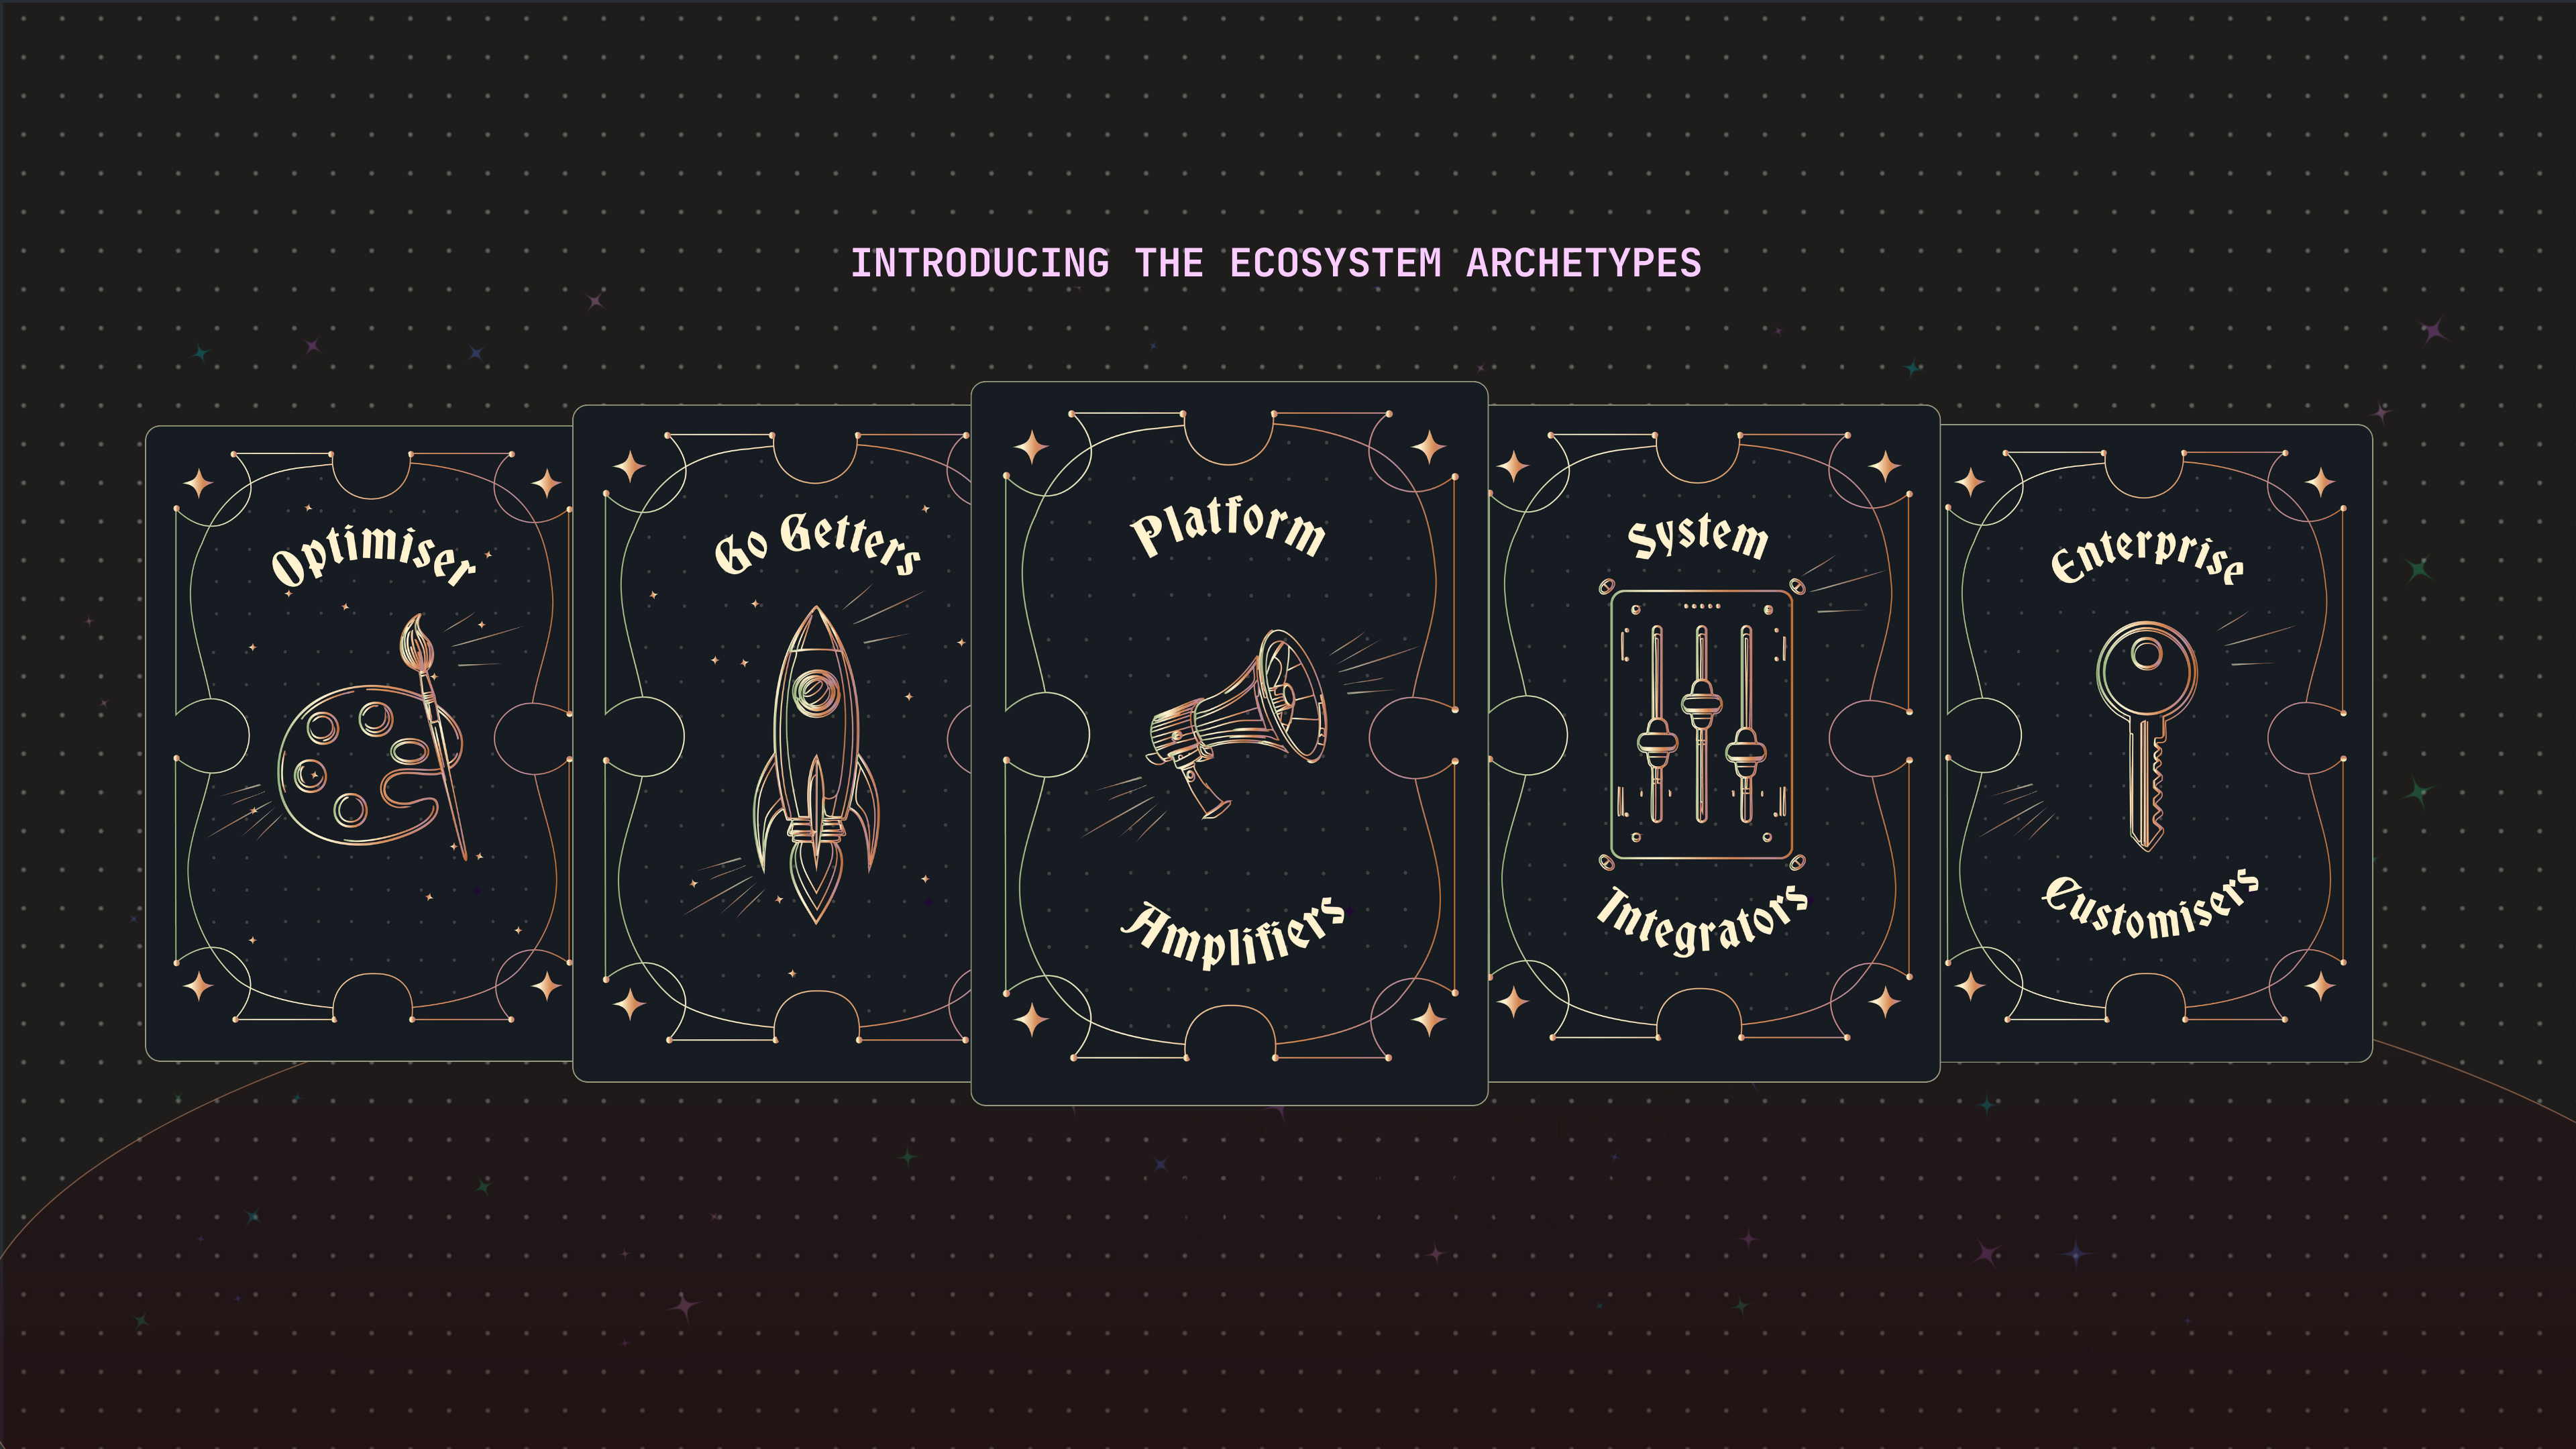 INTRODUCING THE ECOSYSTEM ARCHETYPES
Optimiser
Go Getters
Platform
Amplifiers
System
Integrators
Enterprise
Customisers